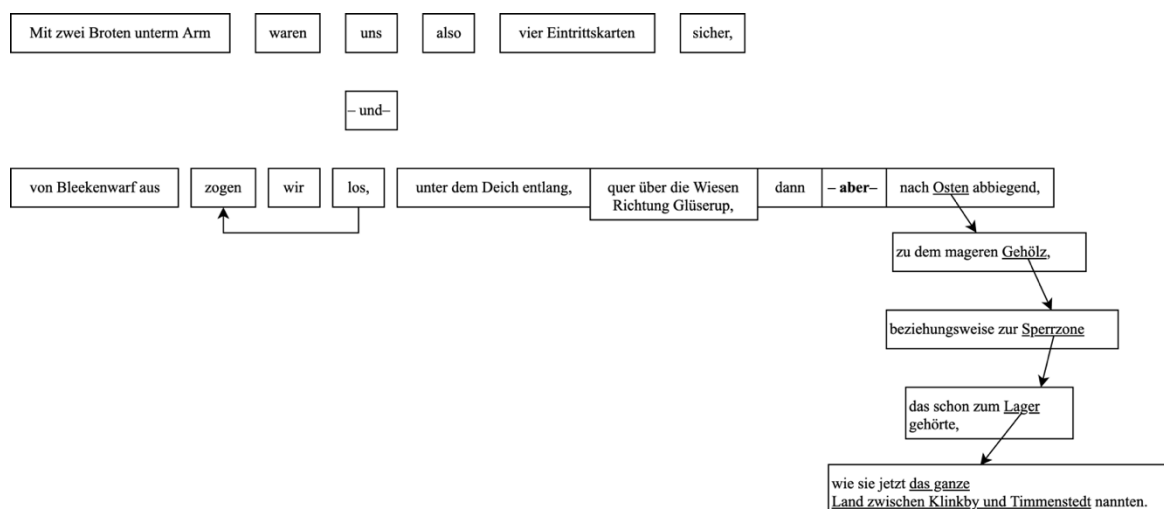 Mit zwei Broten unterm Arm waren uns also vier Eintrittskarten sicher,
– und–
von Bleekenwarf aus zogen wir los, unter dem Deich entlang, quer über die Wiesen
Richtung Glüserup, dann – aber– nach Osten abbiegend,
zu dem mageren Gehölz,
beziehungsweise zur Sperrzone
das schon zum Lager
gehörte,
wie sie jetzt das ganze
Land zwischen Klinkby und Timmenstedt nannten.